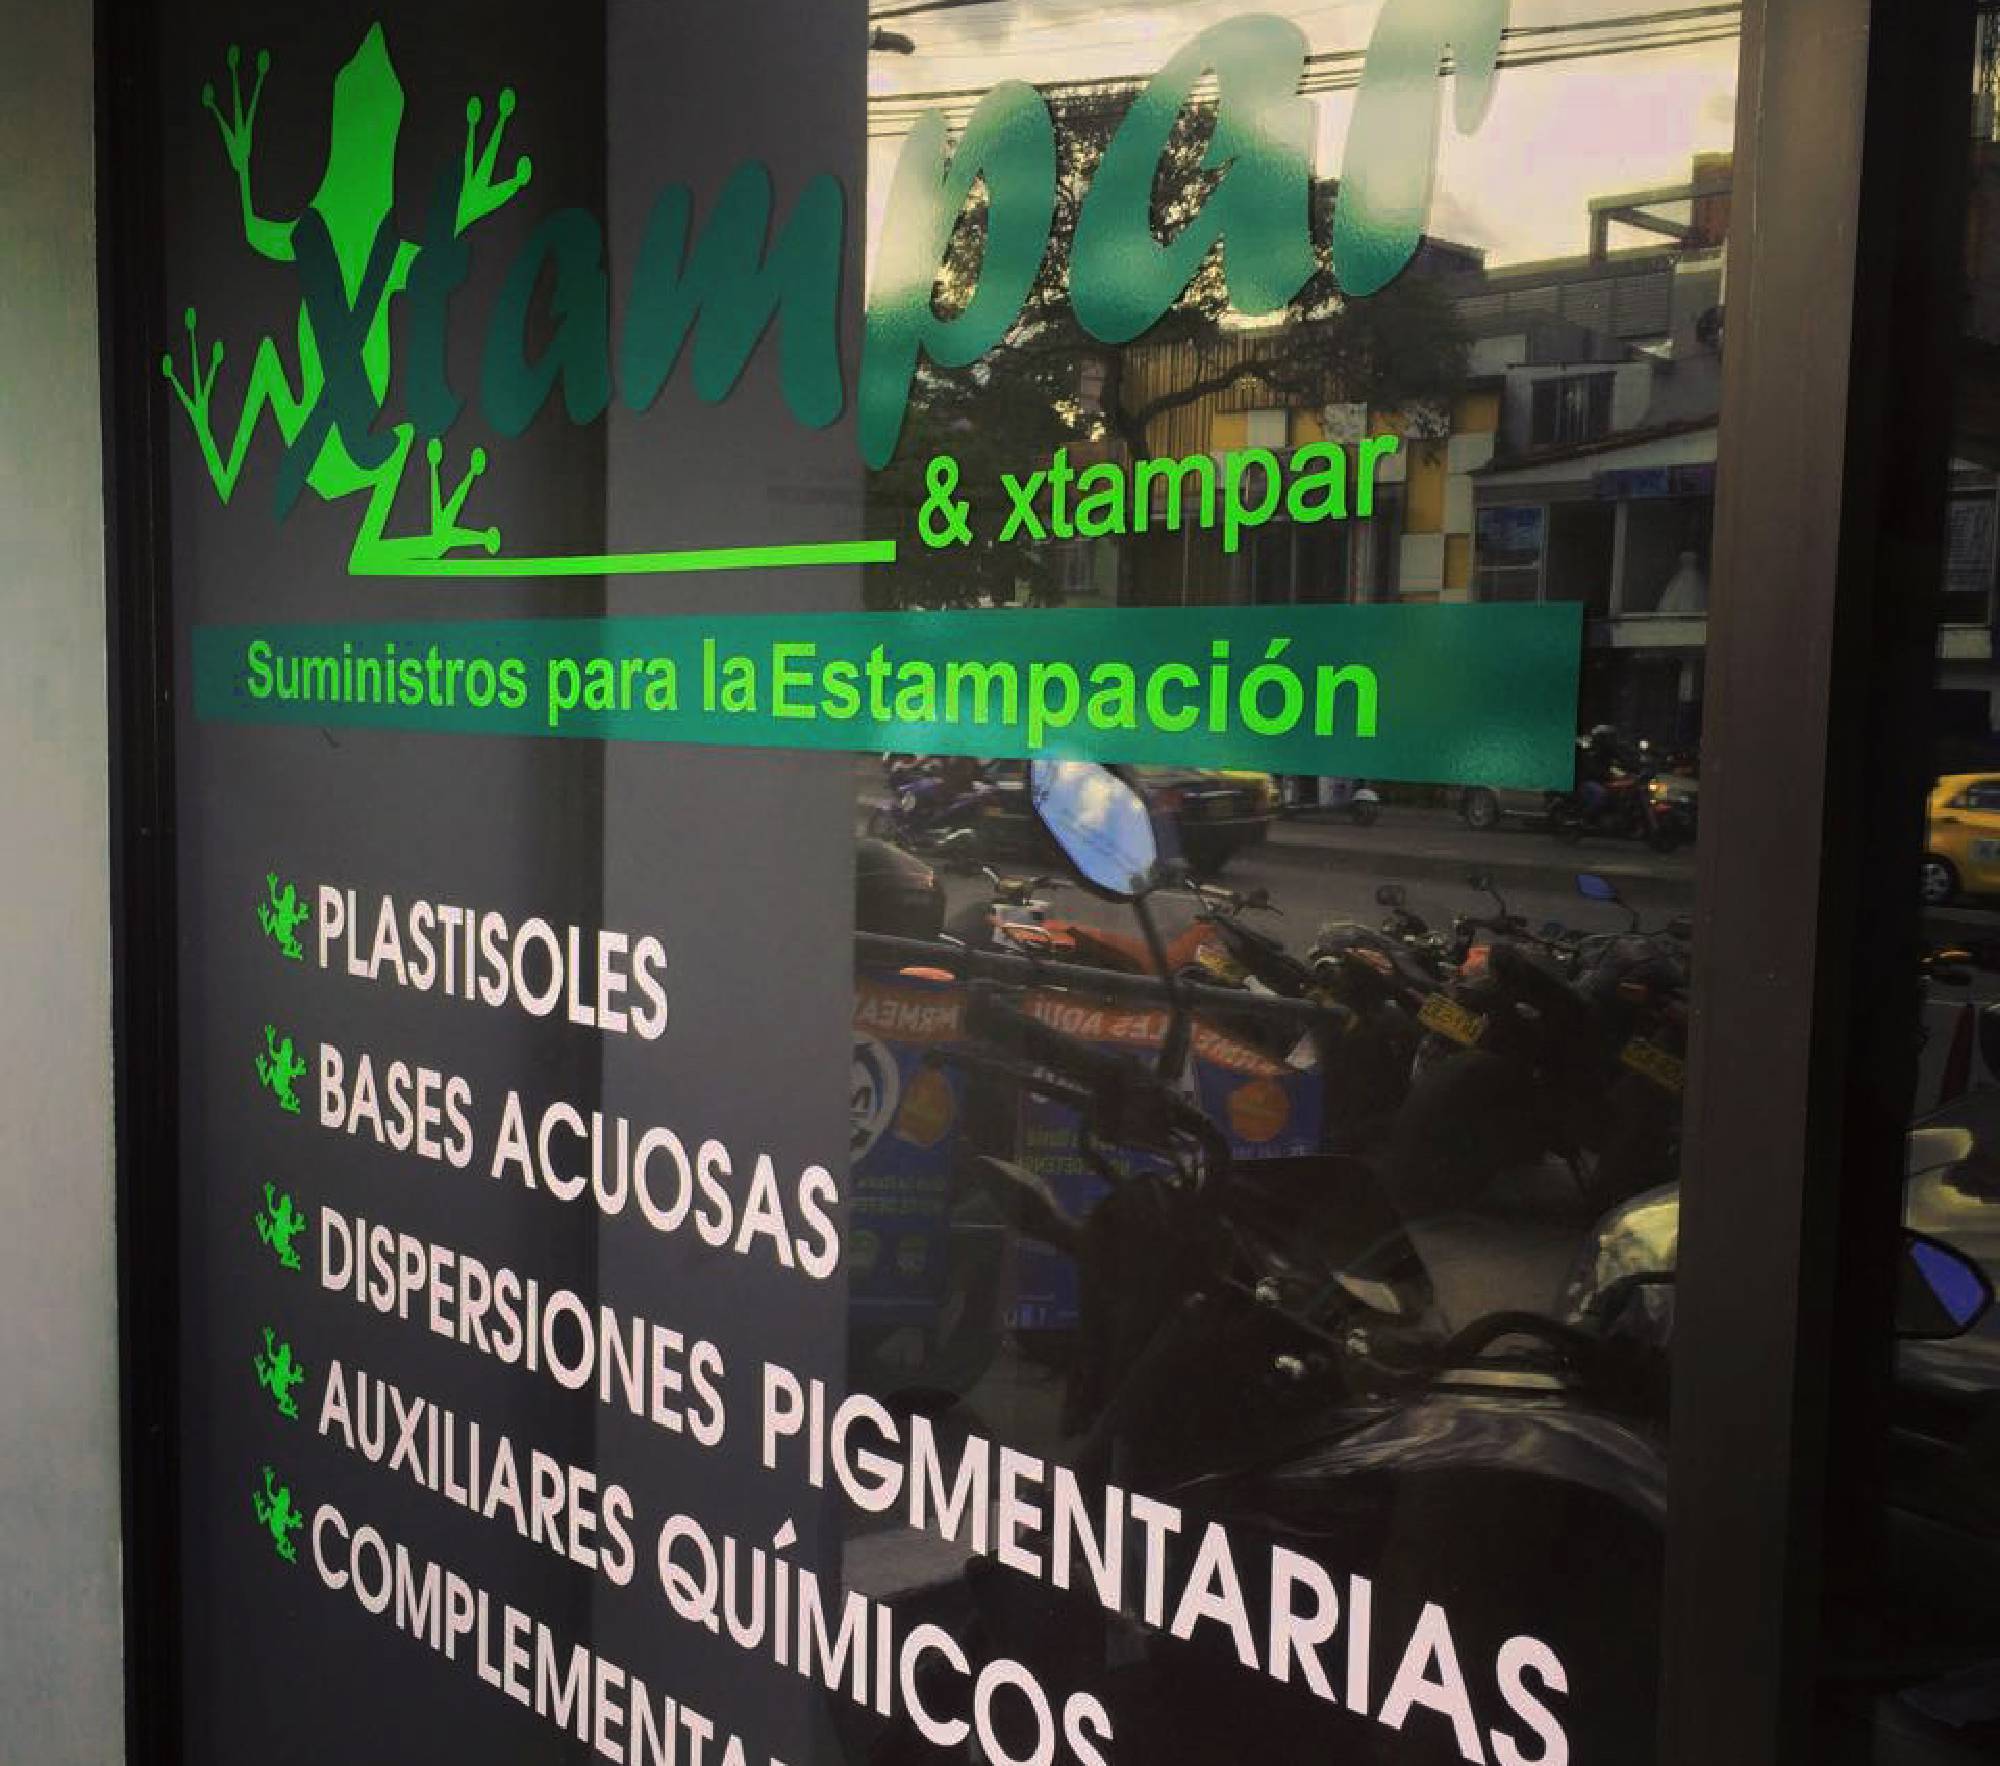 Xtampar
& xtampar
Suministros para la Estampación
PLASTISOLES
BASES ACUOSAS
DISPERSIONES PIGMENTARIAS
AUXILIARES QUÍMICOS